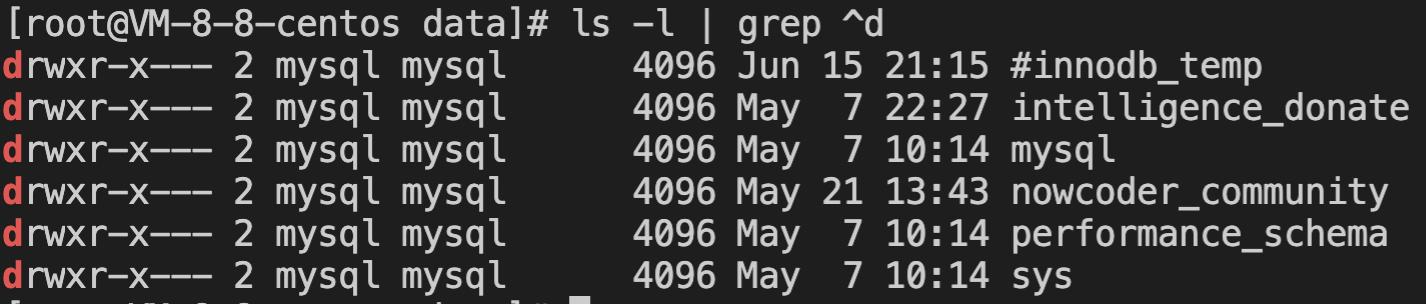 [root@VM-8-8-centos data]# ls -l | grep ^d
drwxr-x--- 2 mysql mysql      4096 Jun 15 21:15 #innodb_temp
drwxr-x--- 2 mysql mysql      4096 May  7 22:27 intelligence_donate
drwxr-x--- 2 mysql mysql      4096 May  7 10:14 mysql
drwxr-x--- 2 mysql mysql      4096 May 21 13:43 nowcoder_community
drwxr-x--- 2 mysql mysql      4096 May  7 10:14 performance_schema
drwxr-x--- 2 mysql mysql      4096 May  7 10:14 sys